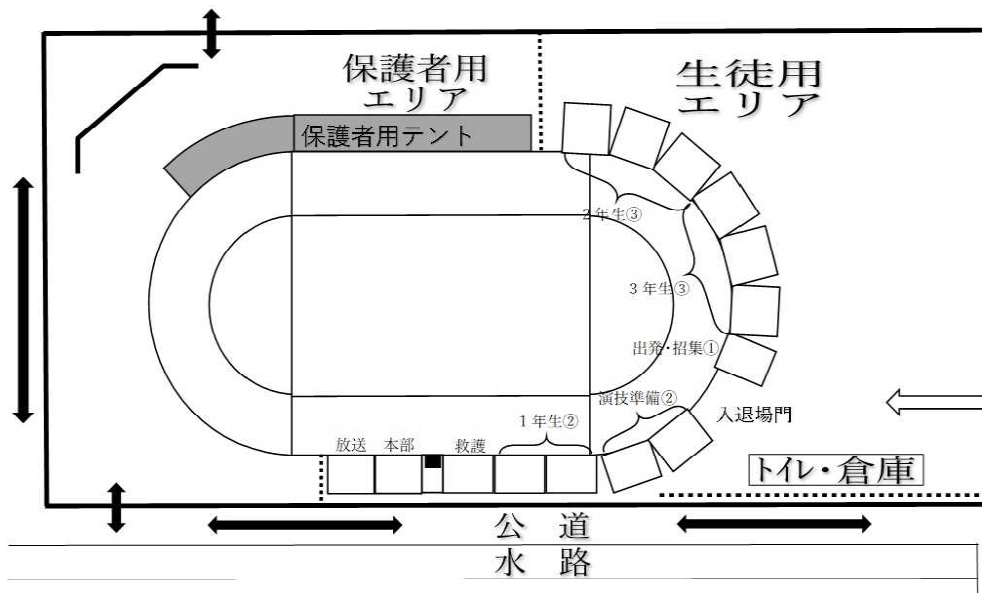 保護者用
エリア
生徒用
エリア
保護者用テント
2年生③
3年生③
出発・招集①
演技準備②
入退場門
1年生②
放送 本部 救護
トイレ・倉庫
公 道
水 路